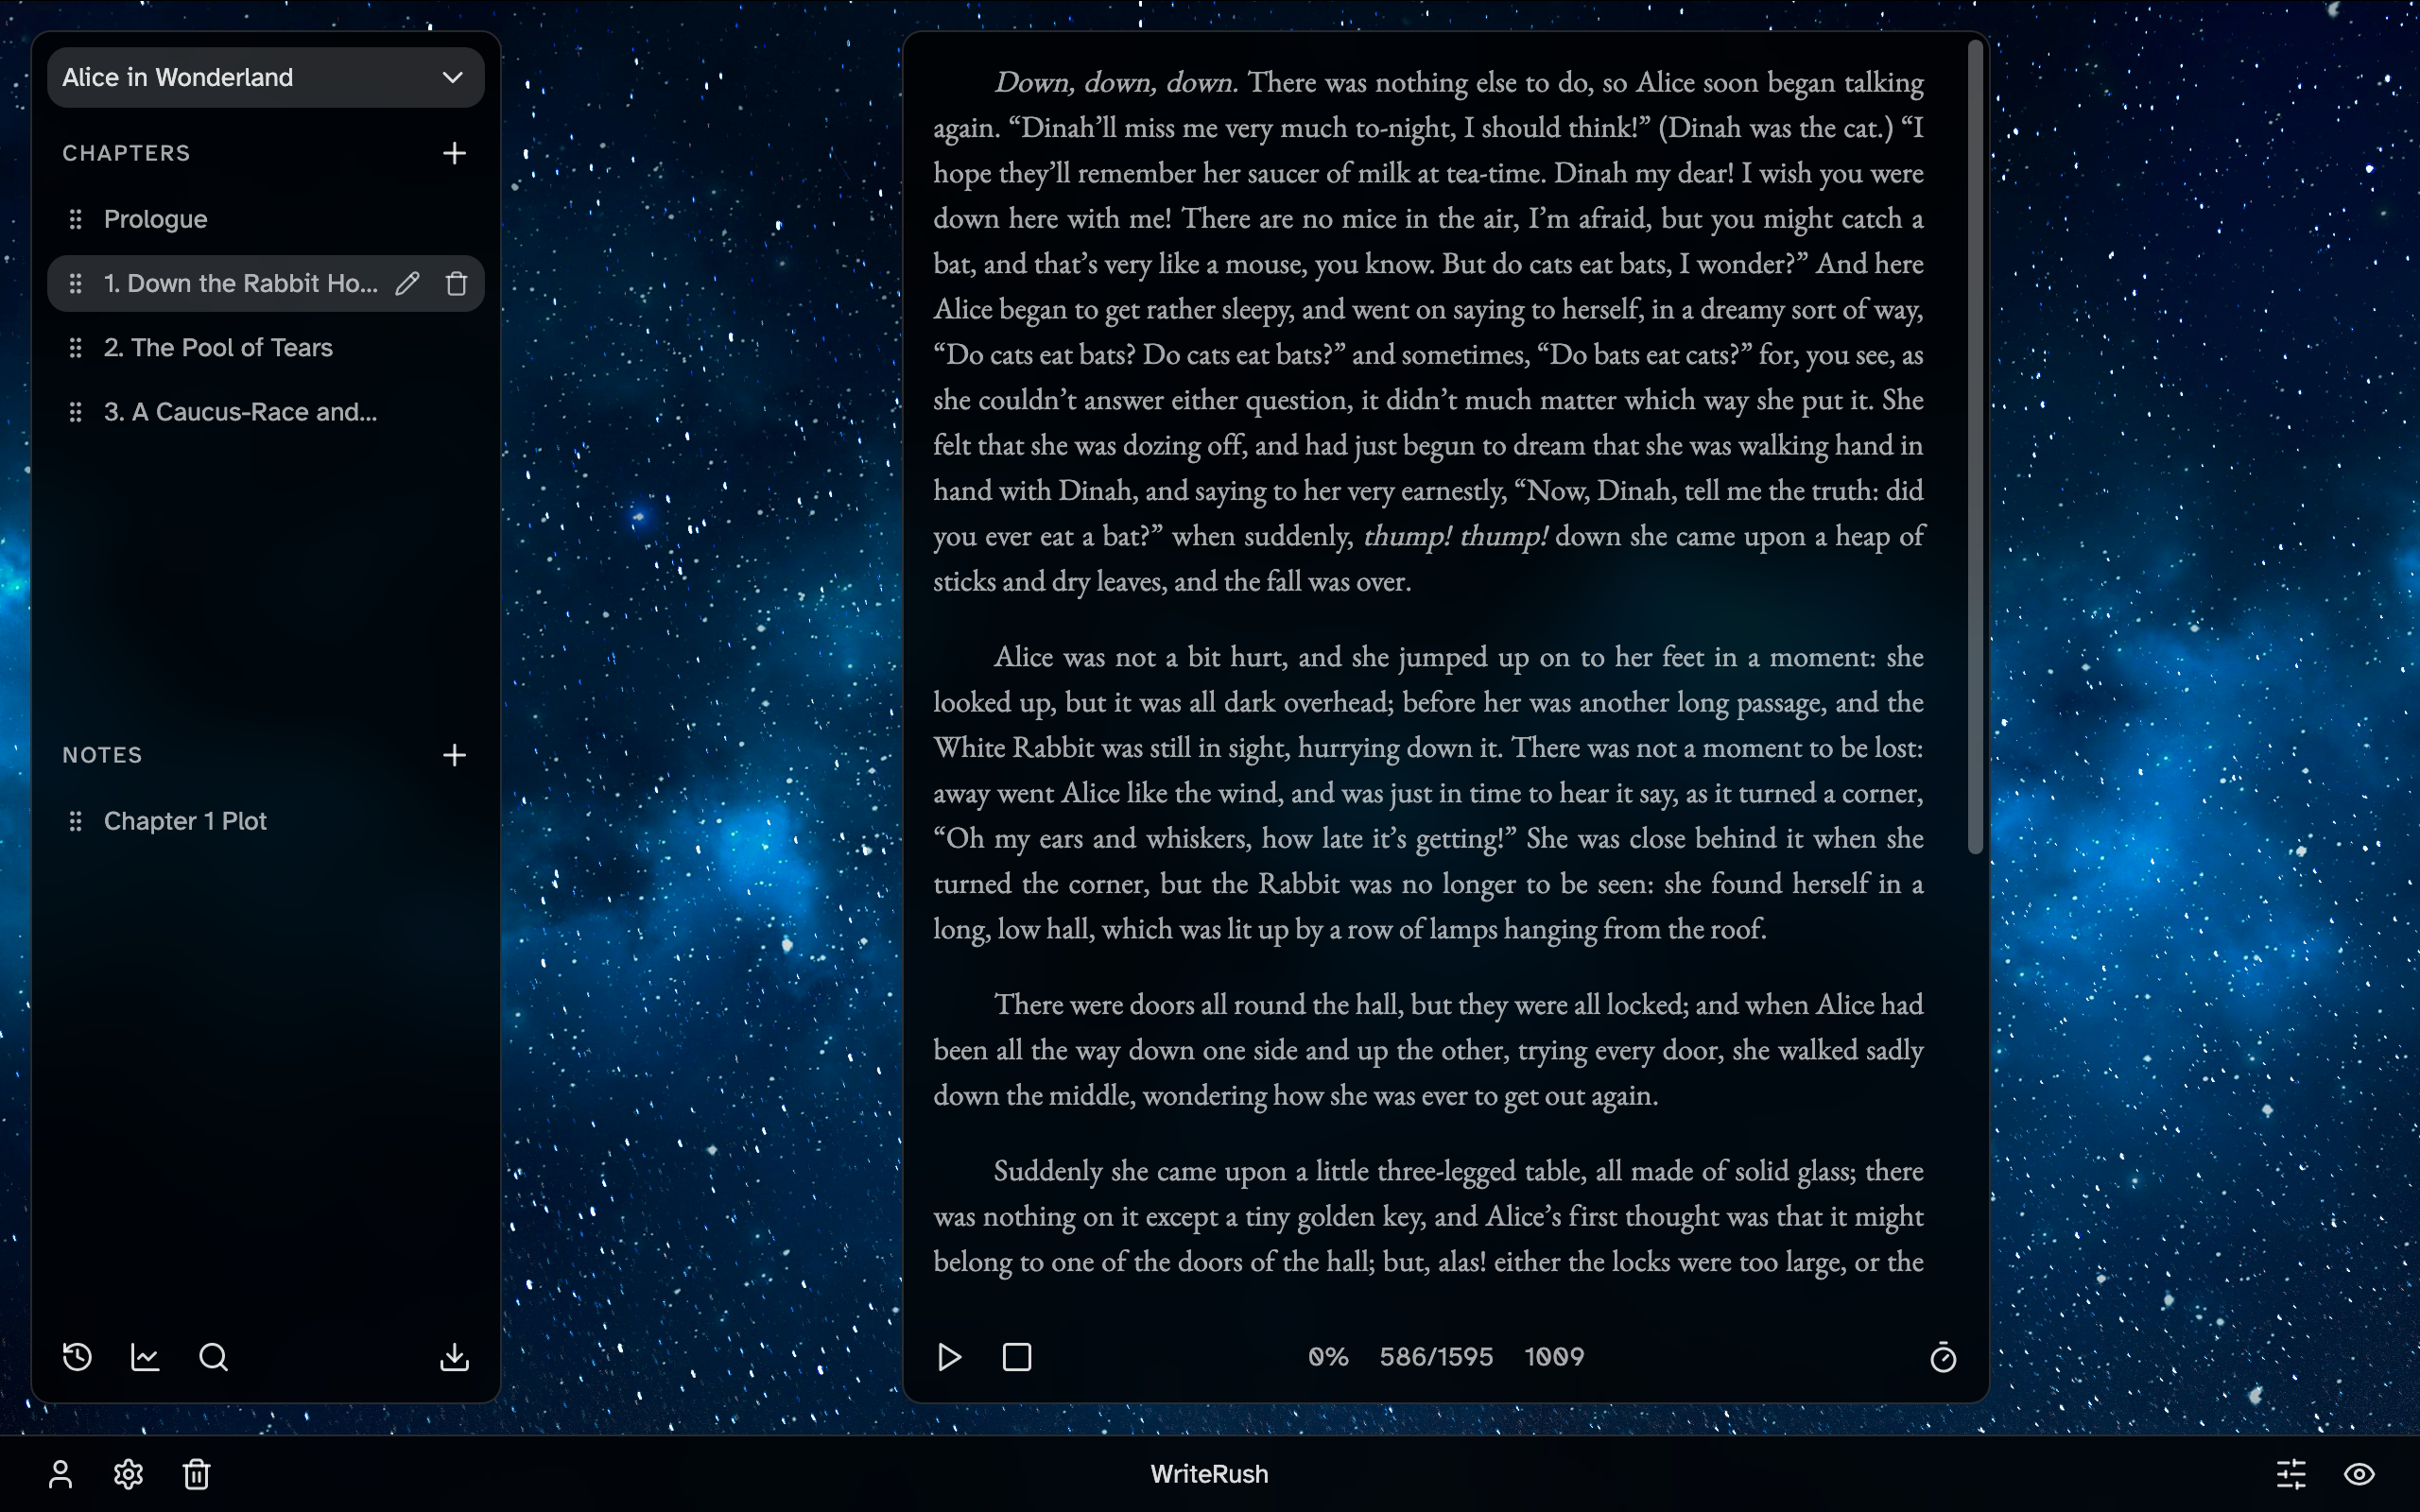 Alice in Wonderland
CHAPTERS
Prologue
1. Down the Rabbit Ho...
2. The Pool of Tears
3. A Caucus-Race and...
NOTES
Chapter 1 Plot
Down, down, down. There was nothing else to do, so Alice soon began talking
again. “Dinah’ll miss me very much to-night, I should think!” (Dinah was the cat.) “I
hope they’ll remember her saucer of milk at tea-time. Dinah my dear! I wish you were
down here with me! There are no mice in the air, I’m afraid, but you might catch a
bat, and that’s very like a mouse, you know. But do cats eat bats, I wonder?” And here
Alice began to get rather sleepy, and went on saying to herself, in a dreamy sort of way,
“Do cats eat bats? Do cats eat bats?” and sometimes, “Do bats eat cats?” for, you see, as
she couldn’t answer either question, it didn’t much matter which way she put it. She
felt that she was dozing off, and had just begun to dream that she was walking hand in
hand with Dinah, and saying to her very earnestly, “Now, Dinah, tell me the truth: did
you ever eat a bat?” when suddenly, thump! thump! down she came upon a heap of
sticks and dry leaves, and the fall was over.
Alice was not a bit hurt, and she jumped up on to her feet in a moment: she
looked up, but it was all dark overhead; before her was another long passage, and the
White Rabbit was still in sight, hurrying down it. There was not a moment to be lost:
away went Alice like the wind, and was just in time to hear it say, as it turned a corner,
“Oh my ears and whiskers, how late it’s getting!” She was close behind it when she
turned the corner, but the Rabbit was no longer to be seen: she found herself in a
long, low hall, which was lit up by a row of lamps hanging from the roof.
There were doors all round the hall, but they were all locked; and when Alice had
been all the way down one side and up the other, trying every door, she walked sadly
down the middle, wondering how she was ever to get out again.
Suddenly she came upon a little three-legged table, all made of solid glass; there
was nothing on it except a tiny golden key, and Alice’s first thought was that it might
belong to one of the doors of the hall; but, alas! either the locks were too large, or the
0% 586/1595 1009
WriteRush